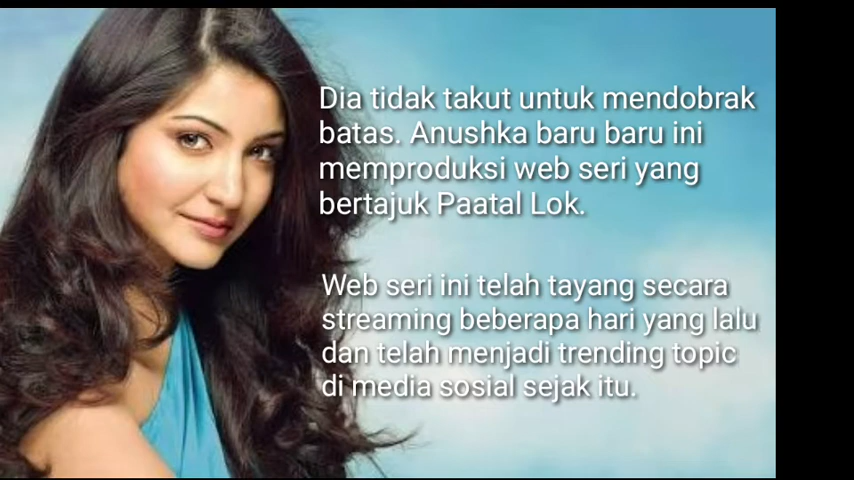 Dia tidak takut untuk mendobrak
batas. Anushka baru baru ini
memproduksi web seri yang
bertajuk Paatal Lok.
Web seri ini telah tayang secara
streaming beberapa hari yang lalu
dan telah menjadi trending topic
di media sosial sejak itu.